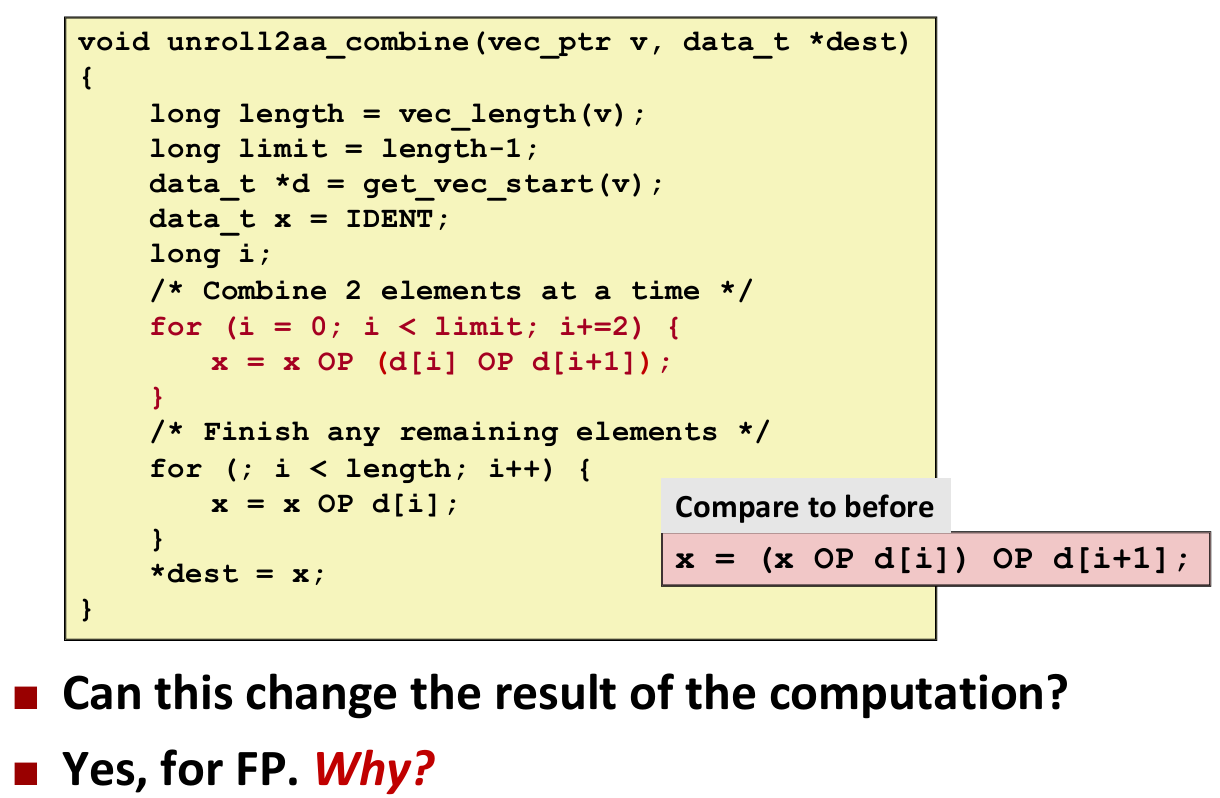 void unroll2aa_combine(vec_ptr v, data_t *dest)
{
    long length = vec_length(v);
    long limit = length-1;
    data_t *d = get_vec_start(v);
    data_t x = IDENT;
    long i;
    /* Combine 2 elements at a time */
    for (i = 0; i < limit; i+=2) {
        x = x OP (d[i] OP d[i+1]);
    }
    /* Finish any remaining elements */
    for (; i < length; i++) {
        x = x OP d[i];
    }
    *dest = x;
}
Compare to before
x = (x OP d[i]) OP d[i+1];
■ Can this change the result of the computation?
■ Yes, for FP. Why?